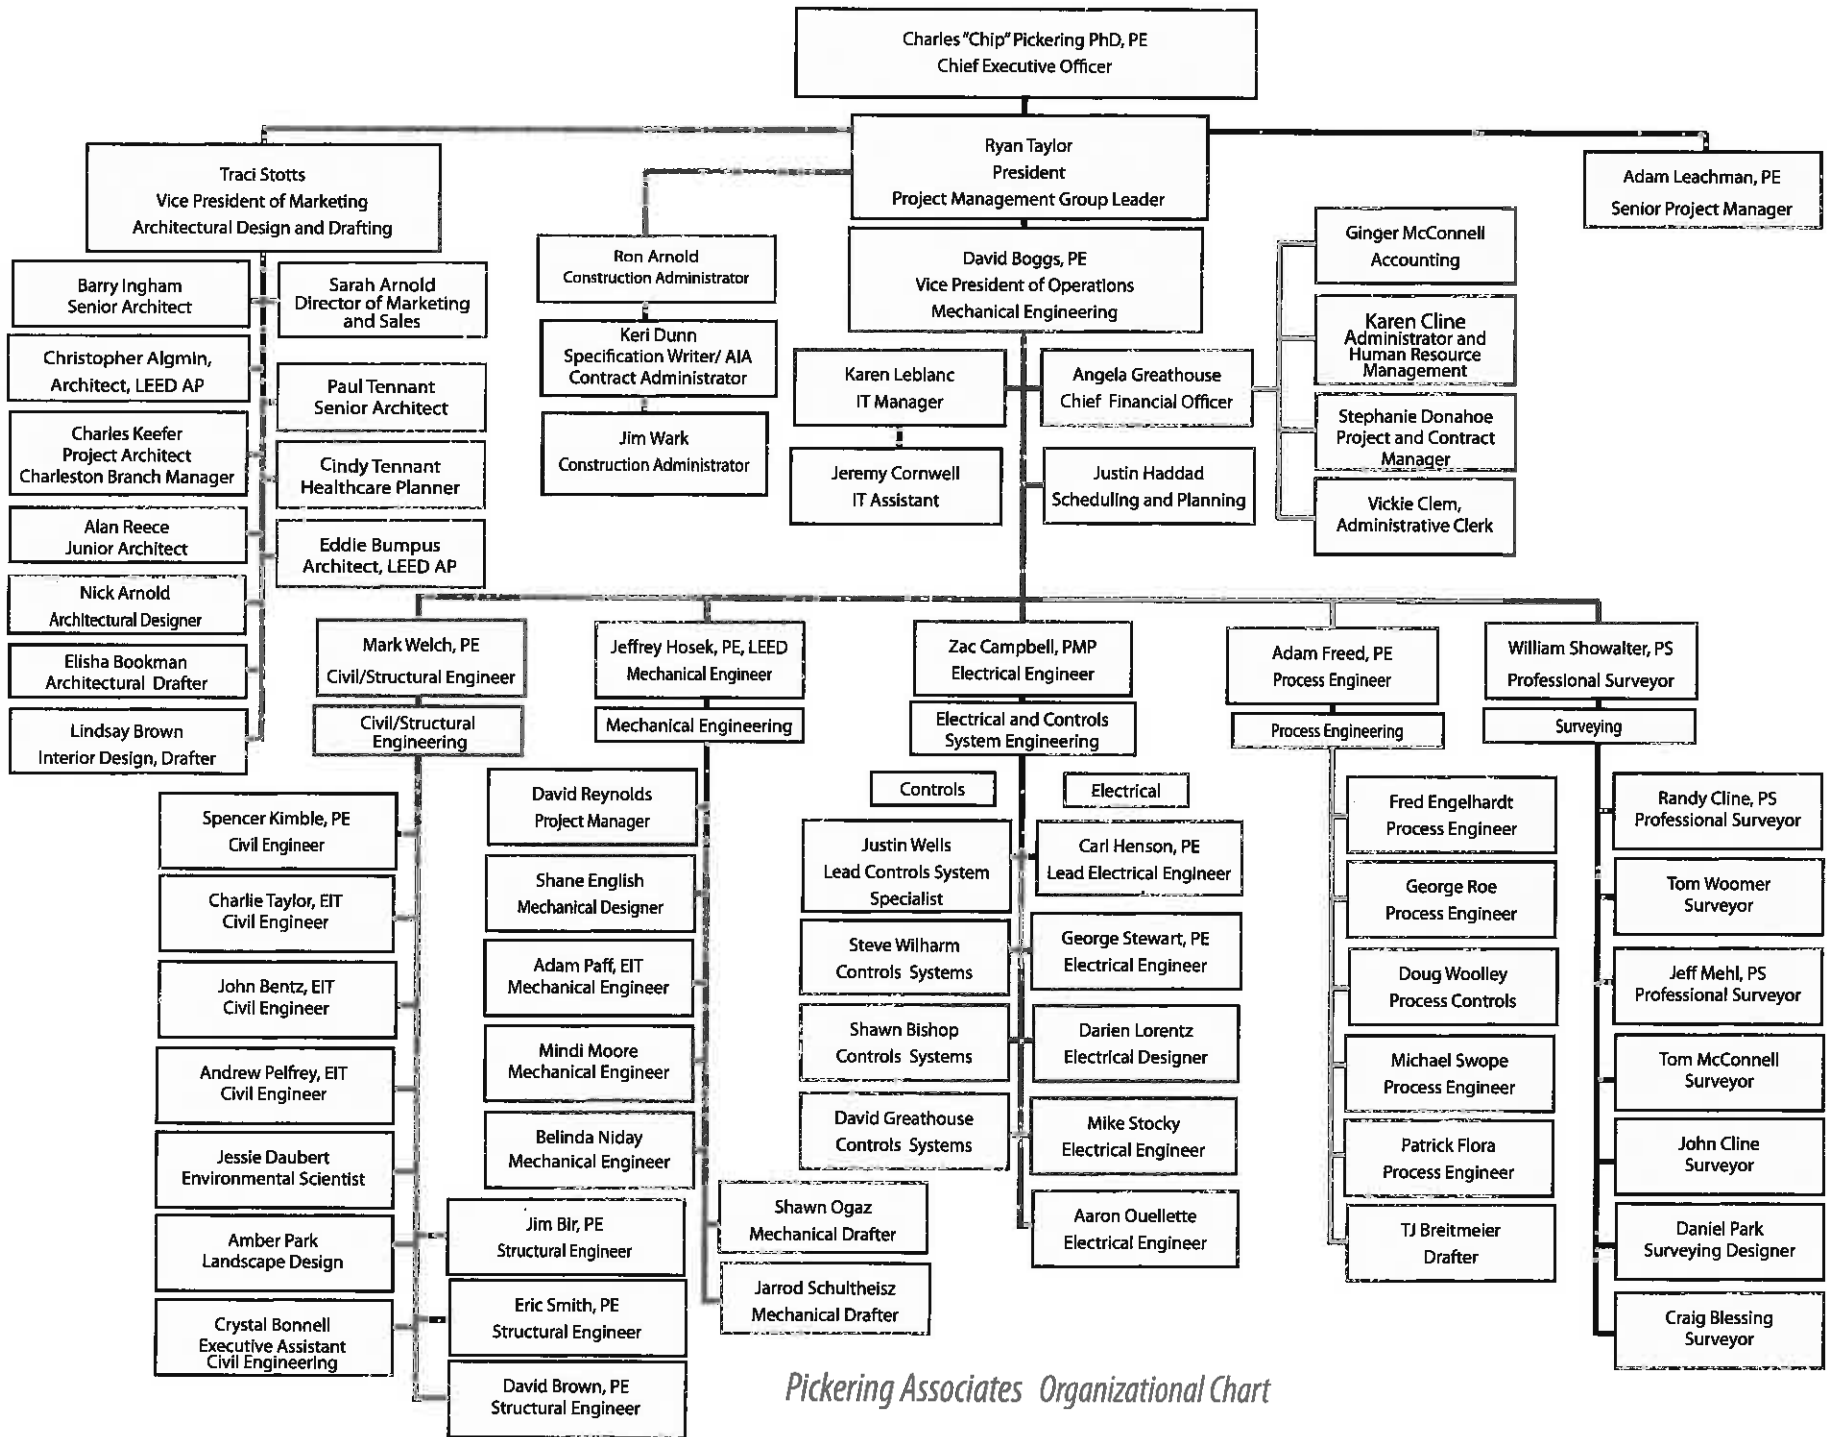 Charles "Chip" Pickering PhD, PE
Chief Executive Officer
Ryan Taylor
President
Project Management Group Leader
Traci Stotts
Vice President of Marketing
Architectural Design and Drafting
Adam Leachman, PE
Senior Project Manager
Barry Ingham
Senior Architect
Sarah Arnold
Director of Marketing
and Sales
Christopher Algmin,
Architect, LEED AP
Paul Tennant
Senior Architect
Charles Keefer
Project Architect
Charleston Branch Manager
Cindy Tennant
Healthcare Planner
Alan Reece
Junior Architect
Eddie Bumpus
Architect, LEED AP
Nick Arnold
Architectural Designer
Elisha Bookman
Architectural Drafter
Lindsay Brown
Interior Design, Drafter
Ron Arnold
Construction Administrator
Keri Dunn
Specification Writer/ AIA
Contract Administrator
Jim Wark
Construction Administrator
David Boggs, PE
Vice President of Operations
Mechanical Engineering
Karen Leblanc
IT Manager
Angela Greathouse
Chief Financial Officer
Jeremy Cornwell
IT Assistant
Justin Haddad
Scheduling and Planning
Ginger McConnell
Accounting
Karen Cline
Administrator and
Human Resource
Management
Stephanie Donahoe
Project and Contract
Manager
Vickie Clem,
Administrative Clerk
Mark Welch, PE
Civil/Structural Engineer
Civil/Structural
Engineering
Spencer Kimble, PE
Civil Engineer
Charlie Taylor, EIT
Civil Engineer
John Bentz, EIT
Civil Engineer
Andrew Pelfrey, EIT
Civil Engineer
Jessie Daubert
Environmental Scientist
Amber Park
Landscape Design
Crystal Bonnell
Executive Assistant
Civil Engineering
Jim Bir, PE
Structural Engineer
Eric Smith, PE
Structural Engineer
David Brown, PE
Structural Engineer
Jeffrey Hosek, PE, LEED
Mechanical Engineer
Mechanical Engineering
David Reynolds
Project Manager
Shane English
Mechanical Designer
Adam Paff, EIT
Mechanical Engineer
Mindi Moore
Mechanical Engineer
Belinda Niday
Mechanical Engineer
Shawn Ogaz
Mechanical Drafter
Jarrod Schultheisz
Mechanical Drafter
Zac Campbell, PMP
Electrical Engineer
Electrical and Controls
System Engineering
Controls
Justin Wells
Lead Controls System
Specialist
Steve Wilharm
Controls Systems
Shawn Bishop
Controls Systems
David Greathouse
Controls Systems
Electrical
Carl Henson, PE
Lead Electrical Engineer
George Stewart, PE
Electrical Engineer
Darien Lorentz
Electrical Designer
Mike Stocky
Electrical Engineer
Aaron Ouellette
Electrical Engineer
Adam Freed, PE
Process Engineer
Process Engineering
Fred Engelhardt
Process Engineer
George Roe
Process Engineer
Doug Woolley
Process Controls
Michael Swope
Process Engineer
Patrick Flora
Process Engineer
TJ Breitmeier
Drafter
William Showalter, PS
Professional Surveyor
Surveying
Randy Cline, PS
Professional Surveyor
Tom Woomer
Surveyor
Jeff Mehl, PS
Professional Surveyor
Tom McConnell
Surveyor
John Cline
Surveyor
Daniel Park
Surveying Designer
Craig Blessing
Surveyor
Pickering Associates Organizational Chart